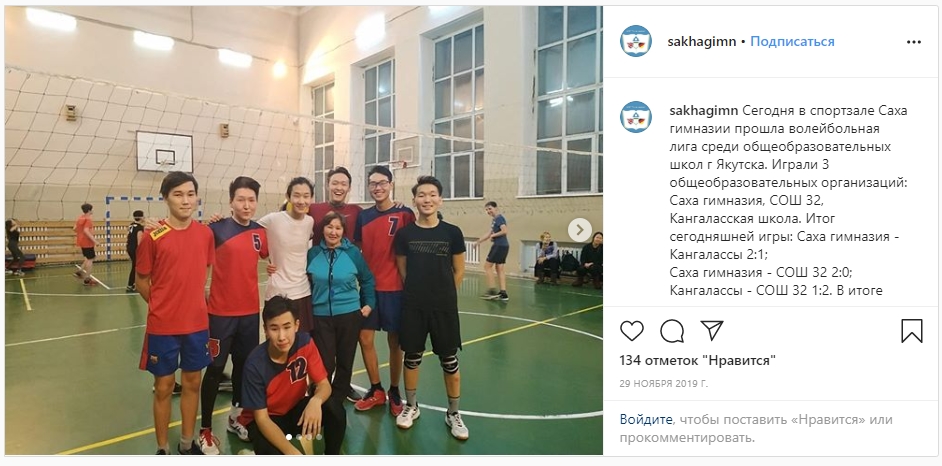 sakhagimn • Подписаться
sakhagimn Сегодня в спортзале Саха
гимназии прошла волейбольная
лига среди общеобразовательных
школ г Якутска. Играли 3
общеобразовательных организаций:
Саха гимназия, СОШ 32,
Кангаласская школа. Итог
сегодняшней игры: Саха гимназия -
Кангалассы 2:1;
Саха гимназия - СОШ 32 2:0;
Кангалассы - СОШ 32 1:2. В итоге
134 отметок "Нравится"
29 НОЯБРЯ 2019 Г.
Войдите, чтобы поставить «Нравится» или
прокомментировать.
5
7
12